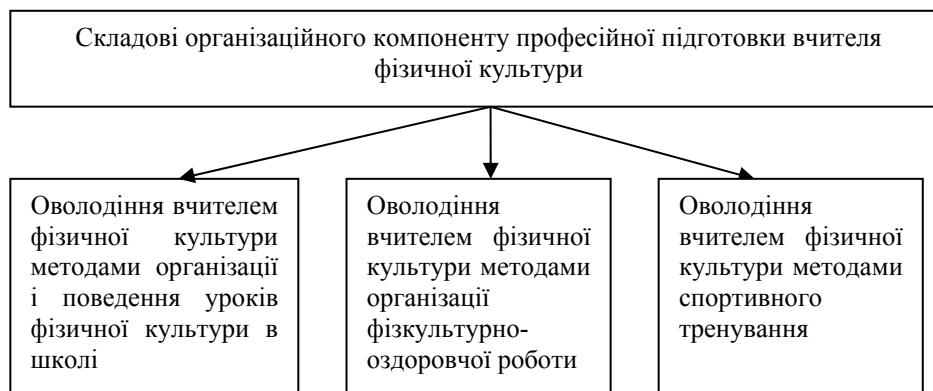 Складові організаційного компоненту професійної підготовки вчителя
фізичної культури
Оволодіння вчителем
фізичної культури
методами організації
і поведення уроків
фізичної культури в
школі
Оволодіння
вчителем фізичної
культури методами
організації
фізкультурно-
оздоровчої роботи
Оволодіння
вчителем фізичної
культури методами
спортивного
тренування